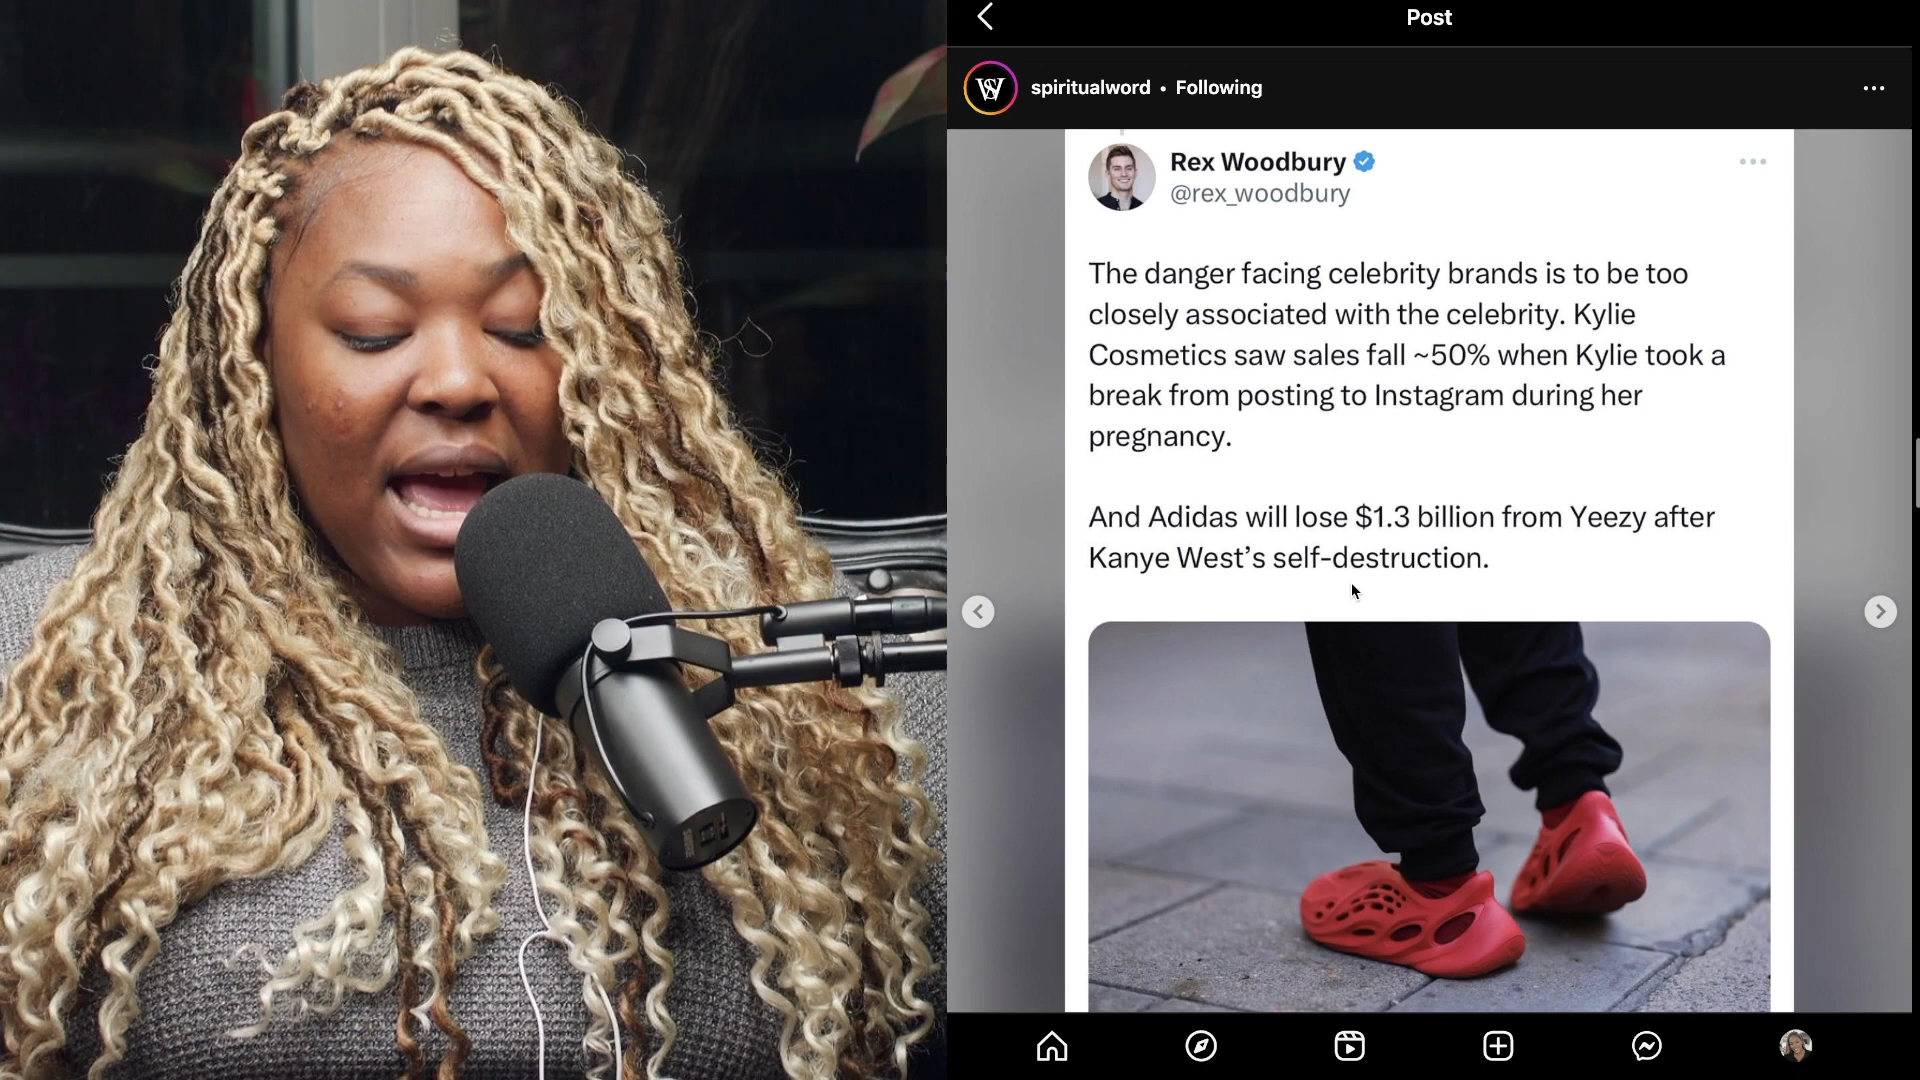 Post
spiritualword • Following
Rex Woodbury
@rex_woodbury
The danger facing celebrity brands is to be too
closely associated with the celebrity. Kylie
Cosmetics saw sales fall ~50% when Kylie took a
break from posting to Instagram during her
pregnancy.
And Adidas will lose $1.3 billion from Yeezy after
Kanye West’s self-destruction.